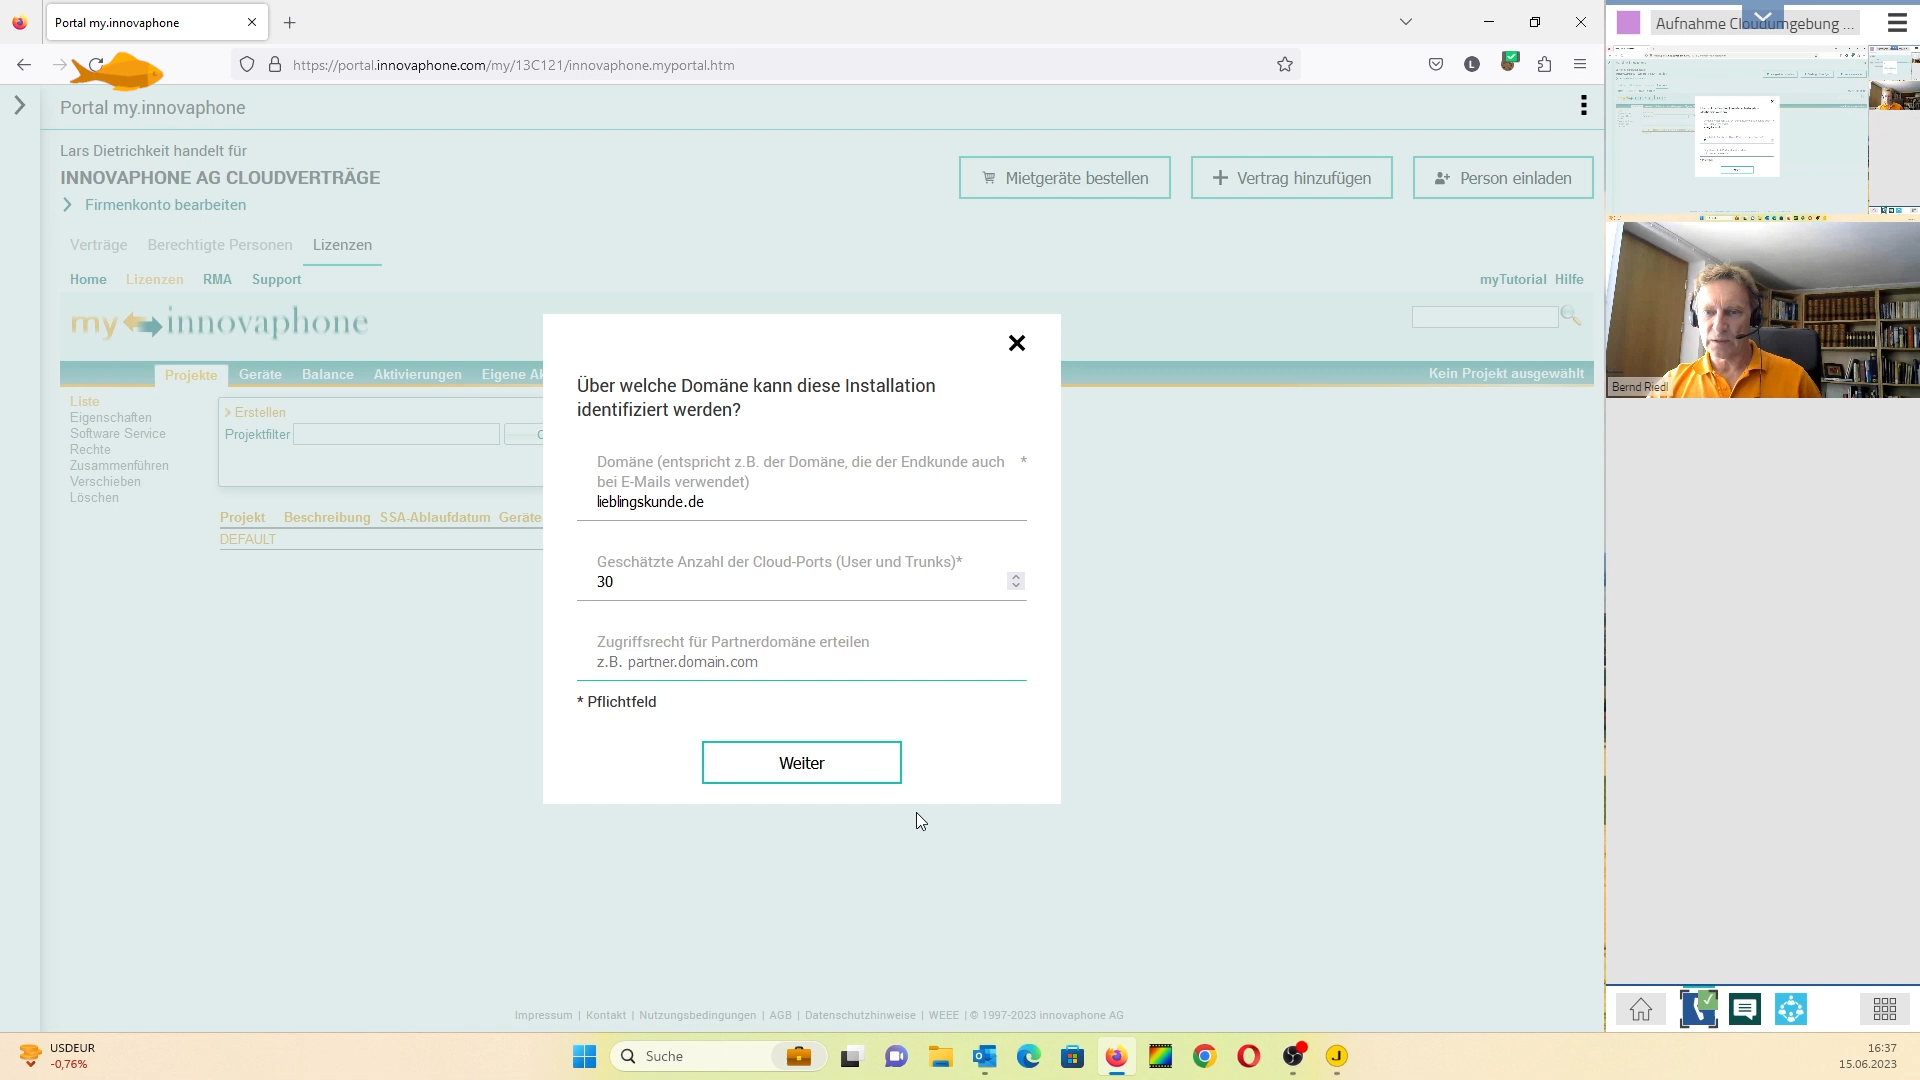 Portal my.innovaphone
Aufnahme Cloudumgebung ...
https://portal.innovaphone.com/my/13C121/innovaphone.myportal.htm
Portal my.innovaphone
Lars Dietrichkeit handelt für
INNOVAPHONE AG CLOUDVERTRÄGE
Firmenkonto bearbeiten
Mietgeräte bestellen
Vertrag hinzufügen
Person einladen
Verträge Berechtigte Personen Lizenzen
Home Lizenzen RMA Support
myTutorial Hilfe
my innovaphone
Projekte Geräte Balance Aktivierungen
Kein Projekt ausgewählt
Liste
Eigenschaften
Software Service
Rechte
Zusammenführen
Verschieben
Löschen
Erstellen
Projektfilter
Projekt Beschreibung SSA-Ablaufdatum Geräte
DEFAULT
Über welche Domäne kann diese Installation
identifiziert werden?
Domäne (entspricht z.B. der Domäne, die der Endkunde auch *
bei E-Mails verwendet)
lieblingskunde.de
Geschätzte Anzahl der Cloud-Ports (User und Trunks)*
30
Zugriffsrecht für Partnerdomäne erteilen
z.B. partner.domain.com
* Pflichtfeld
Weiter
Bernd Riedl
Impressum | Kontakt | Nutzungsbedingungen | AGB | Datenschutzhinweise | WEEE | © 1997-2023 innovaphone AG
USDEUR
-0,76%
Suche
16:37
15.06.2023